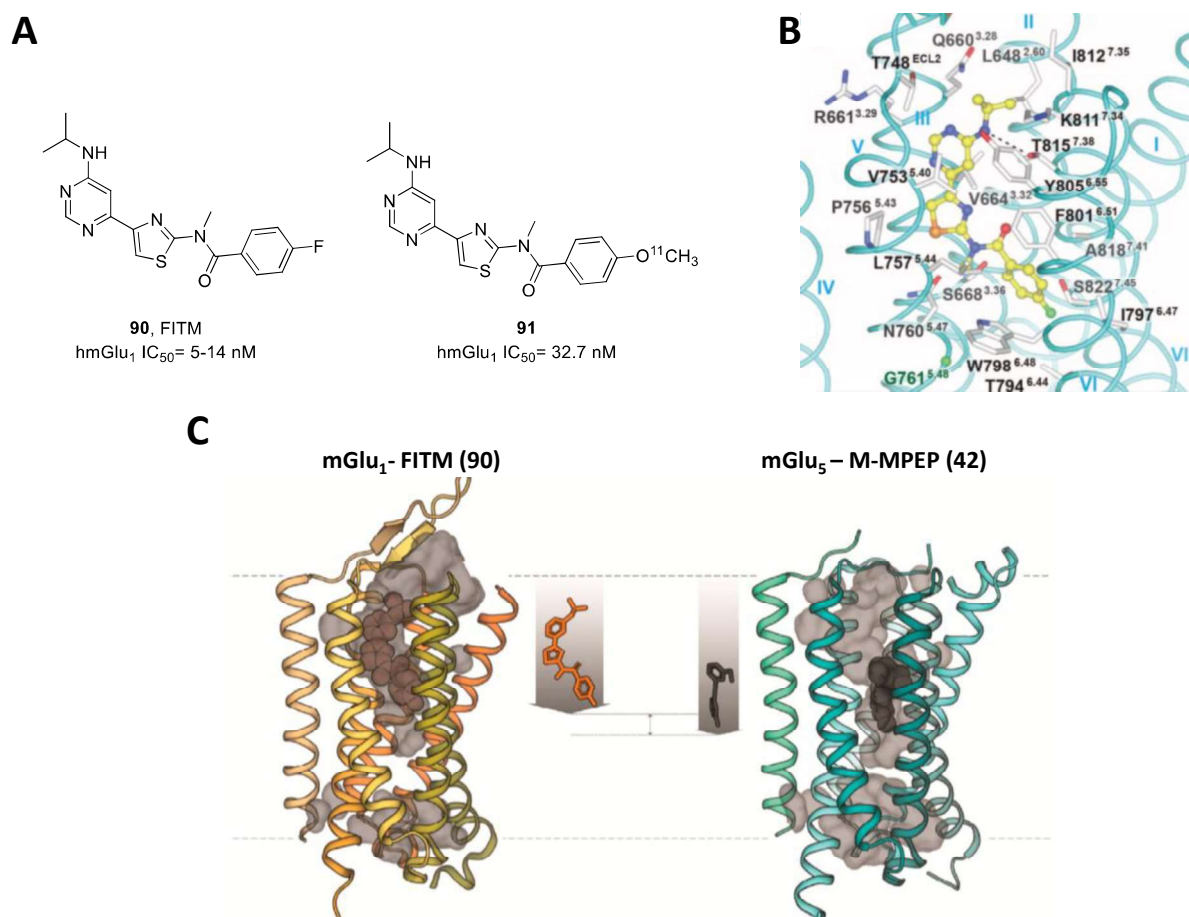 A
NH
N
N
N
S
N
O
F
90, FITM
hmGlu1 IC50= 5-14 nM
NH
N
N
N
S
N
O
O11CH3
91
hmGlu1 IC50= 32.7 nM
B
II
Q660 3.28
L648 2.60
I812 7.35
T748 ECL2
R661 3.29
III
K811 7.34
V
T815 7.38
I
V753 5.40
Y805 6.55
V664 3.32
P756 5.43
F801 6.51
A818 7.41
L757 5.44
S822 7.45
IV
S668 3.36
I797 6.47
N760 5.47
W798 6.48
VI
G761 5.48
T794 6.44
VI
C
mGlu1- FITM (90)
mGlu5 – M-MPEP (42)